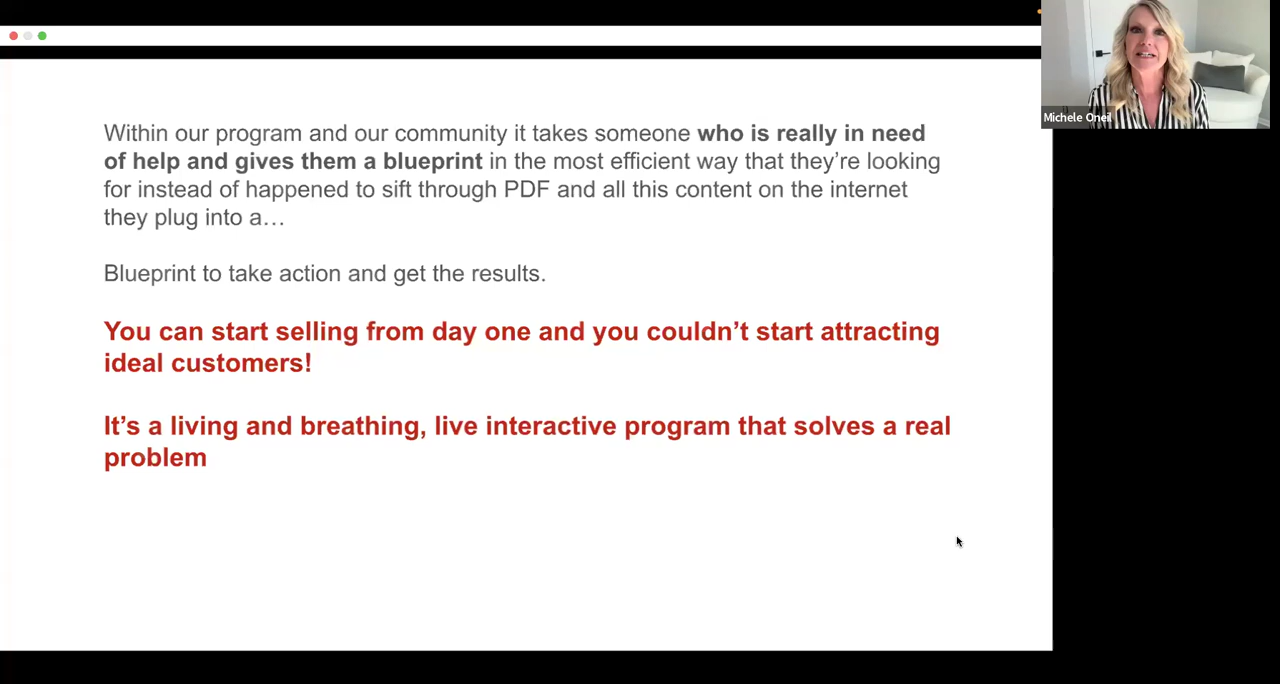 Within our program and our community it takes someone who is really in need
of help and gives them a blueprint in the most efficient way that they’re looking
for instead of happened to sift through PDF and all this content on the internet
they plug into a…
Blueprint to take action and get the results.
You can start selling from day one and you couldn’t start attracting
ideal customers!
It’s a living and breathing, live interactive program that solves a real
problem
Michele Oneil